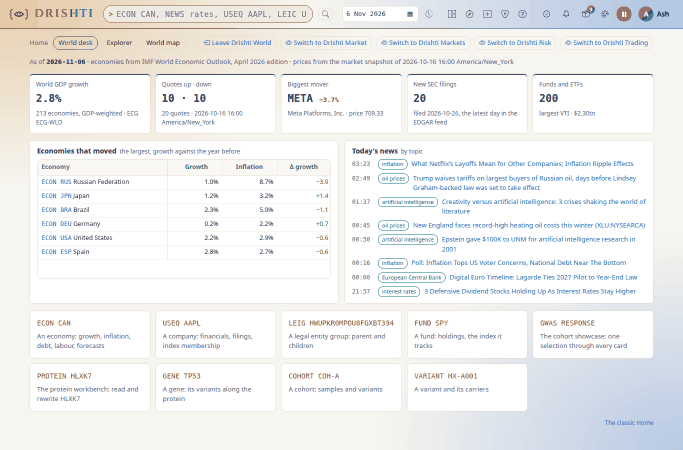 DRISHTI
> ECON CAN, NEWS rates, USEQ AAPL, LEIC U
6 Nov 2026
5
A
Ash
Home
World desk
Explorer
World map
Leave Drishti World
Switch to Drishti Market
Switch to Drishti Markets
Switch to Drishti Risk
Switch to Drishti Trading
As of 2026-11-06 · economies from IMF World Economic Outlook, April 2026 edition · prices from the market snapshot of 2026-10-16 16:00 America/New_York
World GDP growth
2.8%
213 economies, GDP-weighted · ECG
ECG-WLD
Quotes up · down
10 · 10
20 quotes · 2026-10-16 16:00
America/New_York
Biggest mover
META −3.7%
Meta Platforms, Inc. · price 709.33
New SEC filings
20
filed 2026-10-26, the latest day in the
EDGAR feed
Funds and ETFs
200
largest VTI · $2.30tn
Economies that moved the largest, growth against the year before
Economy Growth Inflation Δ growth
ECON RUS Russian Federation 1.0% 8.7% −3.9
ECON JPN Japan 1.2% 3.2% +1.4
ECON BRA Brazil 2.3% 5.0% −1.1
ECON DEU Germany 0.2% 2.2% +0.7
ECON USA United States 2.2% 2.9% −0.6
ECON ESP Spain 2.8% 2.7% −0.6
Today's news by topic
03:23 inflation What Netflix's Layoffs Mean for Other Companies; Inflation Ripple Effects
02:49 oil prices Trump waives tariffs on largest buyers of Russian oil, days before Lindsey
Graham-backed law was set to take effect
01:37 artificial intelligence Creativity versus artificial intelligence: 3 crises shaking the world of
literature
00:45 oil prices New England faces record-high heating oil costs this winter (XLU:NYSEARCA)
00:30 artificial intelligence Epstein gave $100K to UNM for artificial intelligence research in
2001
00:16 inflation Poll: Inflation Tops US Voter Concerns, National Debt Near The Bottom
00:00 European Central Bank Digital Euro Timeline: Lagarde Ties 2027 Pilot to Year-End Law
21:37 interest rates 3 Defensive Dividend Stocks Holding Up As Interest Rates Stay Higher
ECON CAN
An economy: growth, inflation,
debt, labour, forecasts
USEQ AAPL
A company: financials, filings,
index membership
LEIG HWUPKR0MPOU8FGXBT394
A legal entity group: parent and
children
FUND SPY
A fund: holdings, the index it
tracks
GWAS RESPONSE
The cohort showcase: one
selection through every card
PROTEIN HLXK7
The protein workbench: read and
rewrite HLXK7
GENE TP53
A gene: its variants along the
protein
COHORT COH-A
A cohort: samples and variants
VARIANT HX-A001
A variant and its carriers
The classic Home